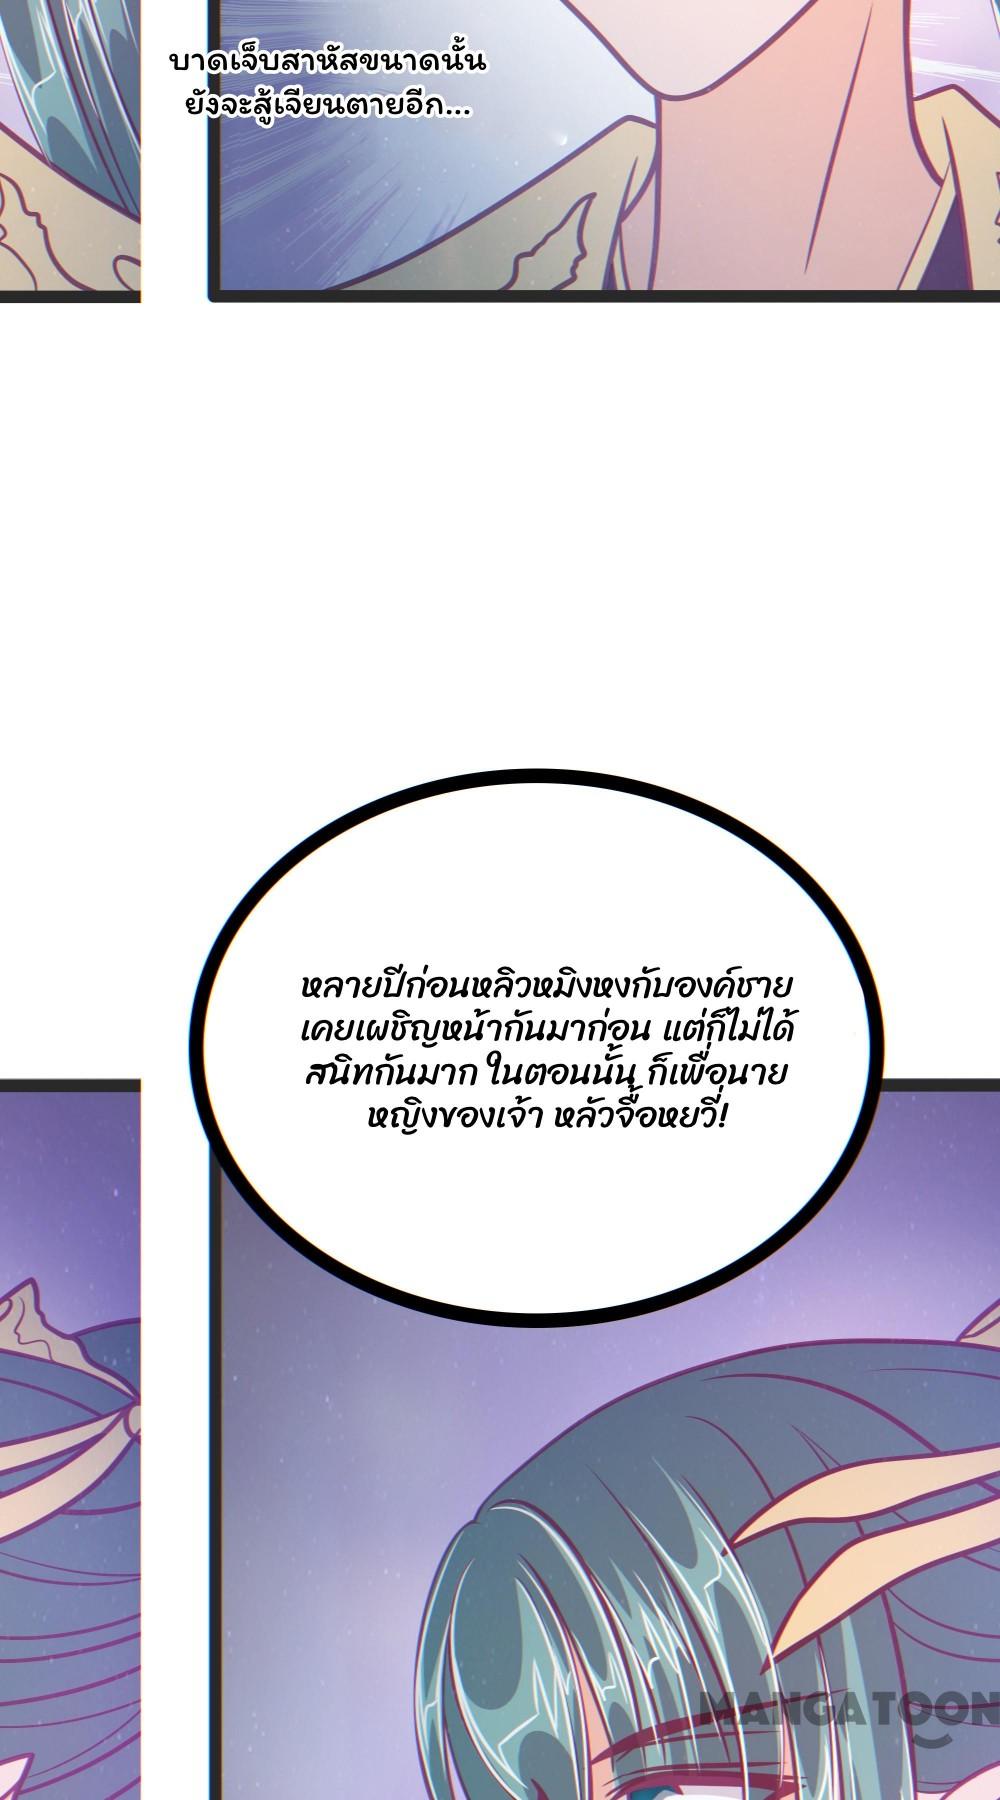 บาดเจ็บสาหัสขนาดนั้น
ยังจะสู้เจียนตายอีก...
หลายปีก่อนหลิวหมิงหงกับองค์ชาย
เคยเผชิญหน้ากันมาก่อน แต่ก็ไม่ได้
สนิทกันมาก ในตอนนั้น ก็เพื่อนาย
หญิงของเจ้า หลัวจื้อหยวี่!
MANGATOON